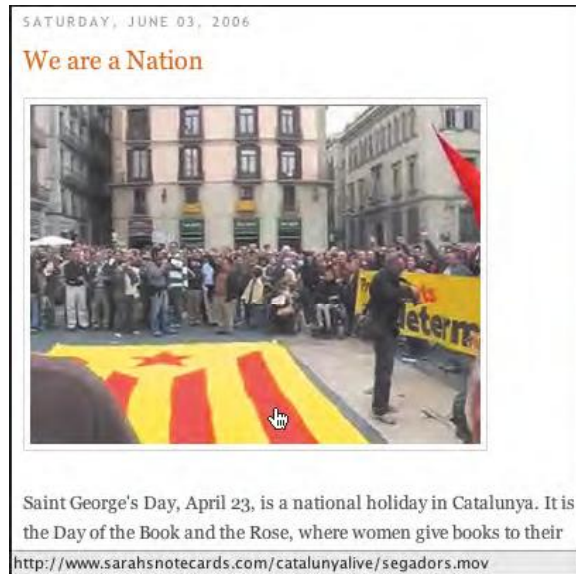 SATURDAY, JUNE 03, 2006
We are a Nation
Saint George's Day, April 23, is a national holiday in Catalunya. It is
the Day of the Book and the Rose, where women give books to their
http://www.sarahsnotecards.com/catalunyalive/segadors.mov